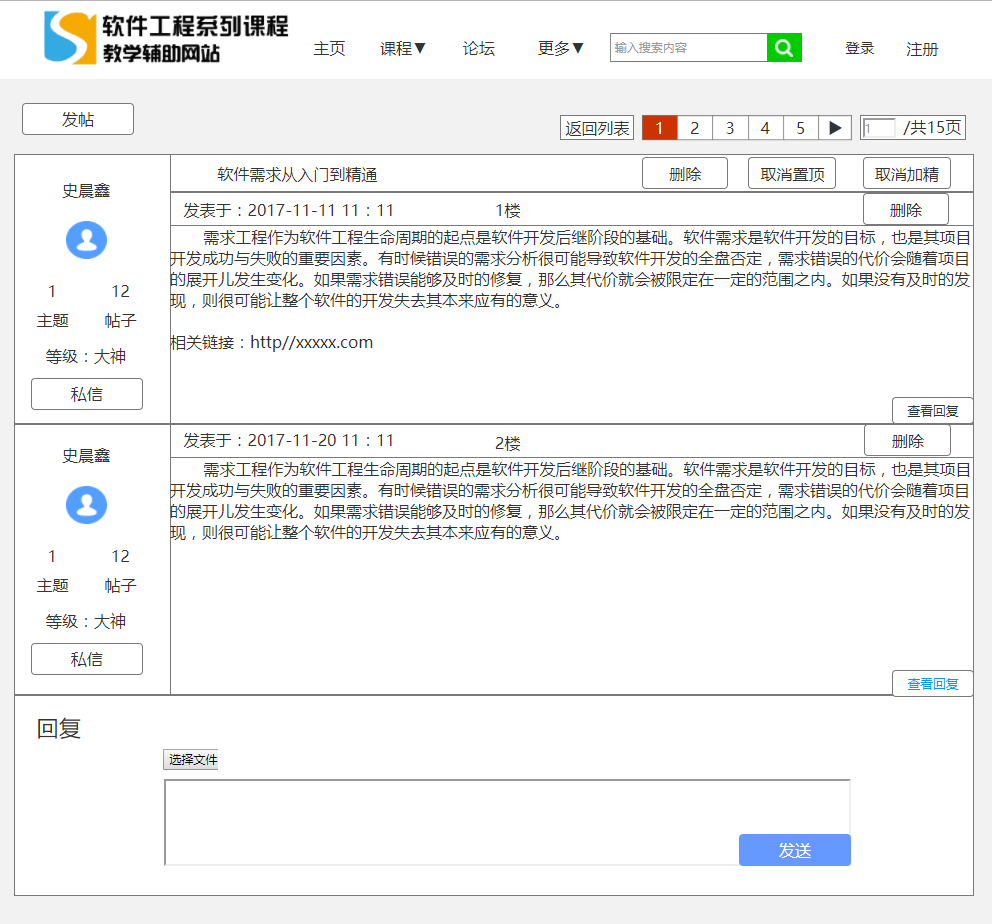 软件工程系列课程
教学辅助网站
主页 课程▼ 论坛 更多▼ 输入搜索内容 登录 注册
发帖
返回列表 1 2 3 4 5 ▶ 1 /共15页
史晨鑫
1 12
主题 帖子
等级：大神
私信
软件需求从入门到精通 删除 取消置顶 取消加精
发表于：2017-11-11 11：11 1楼 删除
需求工程作为软件工程生命周期的起点是软件开发后继阶段的基础。软件需求是软件开发的目标，也是其项目
开发成功与失败的重要因素。有时候错误的需求分析很可能导致软件开发的全盘否定，需求错误的代价会随着项目
的展开儿发生变化。如果需求错误能够及时的修复，那么其代价就会被限定在一定的范围之内。如果没有及时的发
现，则很可能让整个软件的开发失去其本来应有的意义。
相关链接：http//xxxxx.com
查看回复
史晨鑫
1 12
主题 帖子
等级：大神
私信
发表于：2017-11-20 11：11 2楼 删除
需求工程作为软件工程生命周期的起点是软件开发后继阶段的基础。软件需求是软件开发的目标，也是其项目
开发成功与失败的重要因素。有时候错误的需求分析很可能导致软件开发的全盘否定，需求错误的代价会随着项目
的展开儿发生变化。如果需求错误能够及时的修复，那么其代价就会被限定在一定的范围之内。如果没有及时的发
现，则很可能让整个软件的开发失去其本来应有的意义。
查看回复
回复
选择文件
发送